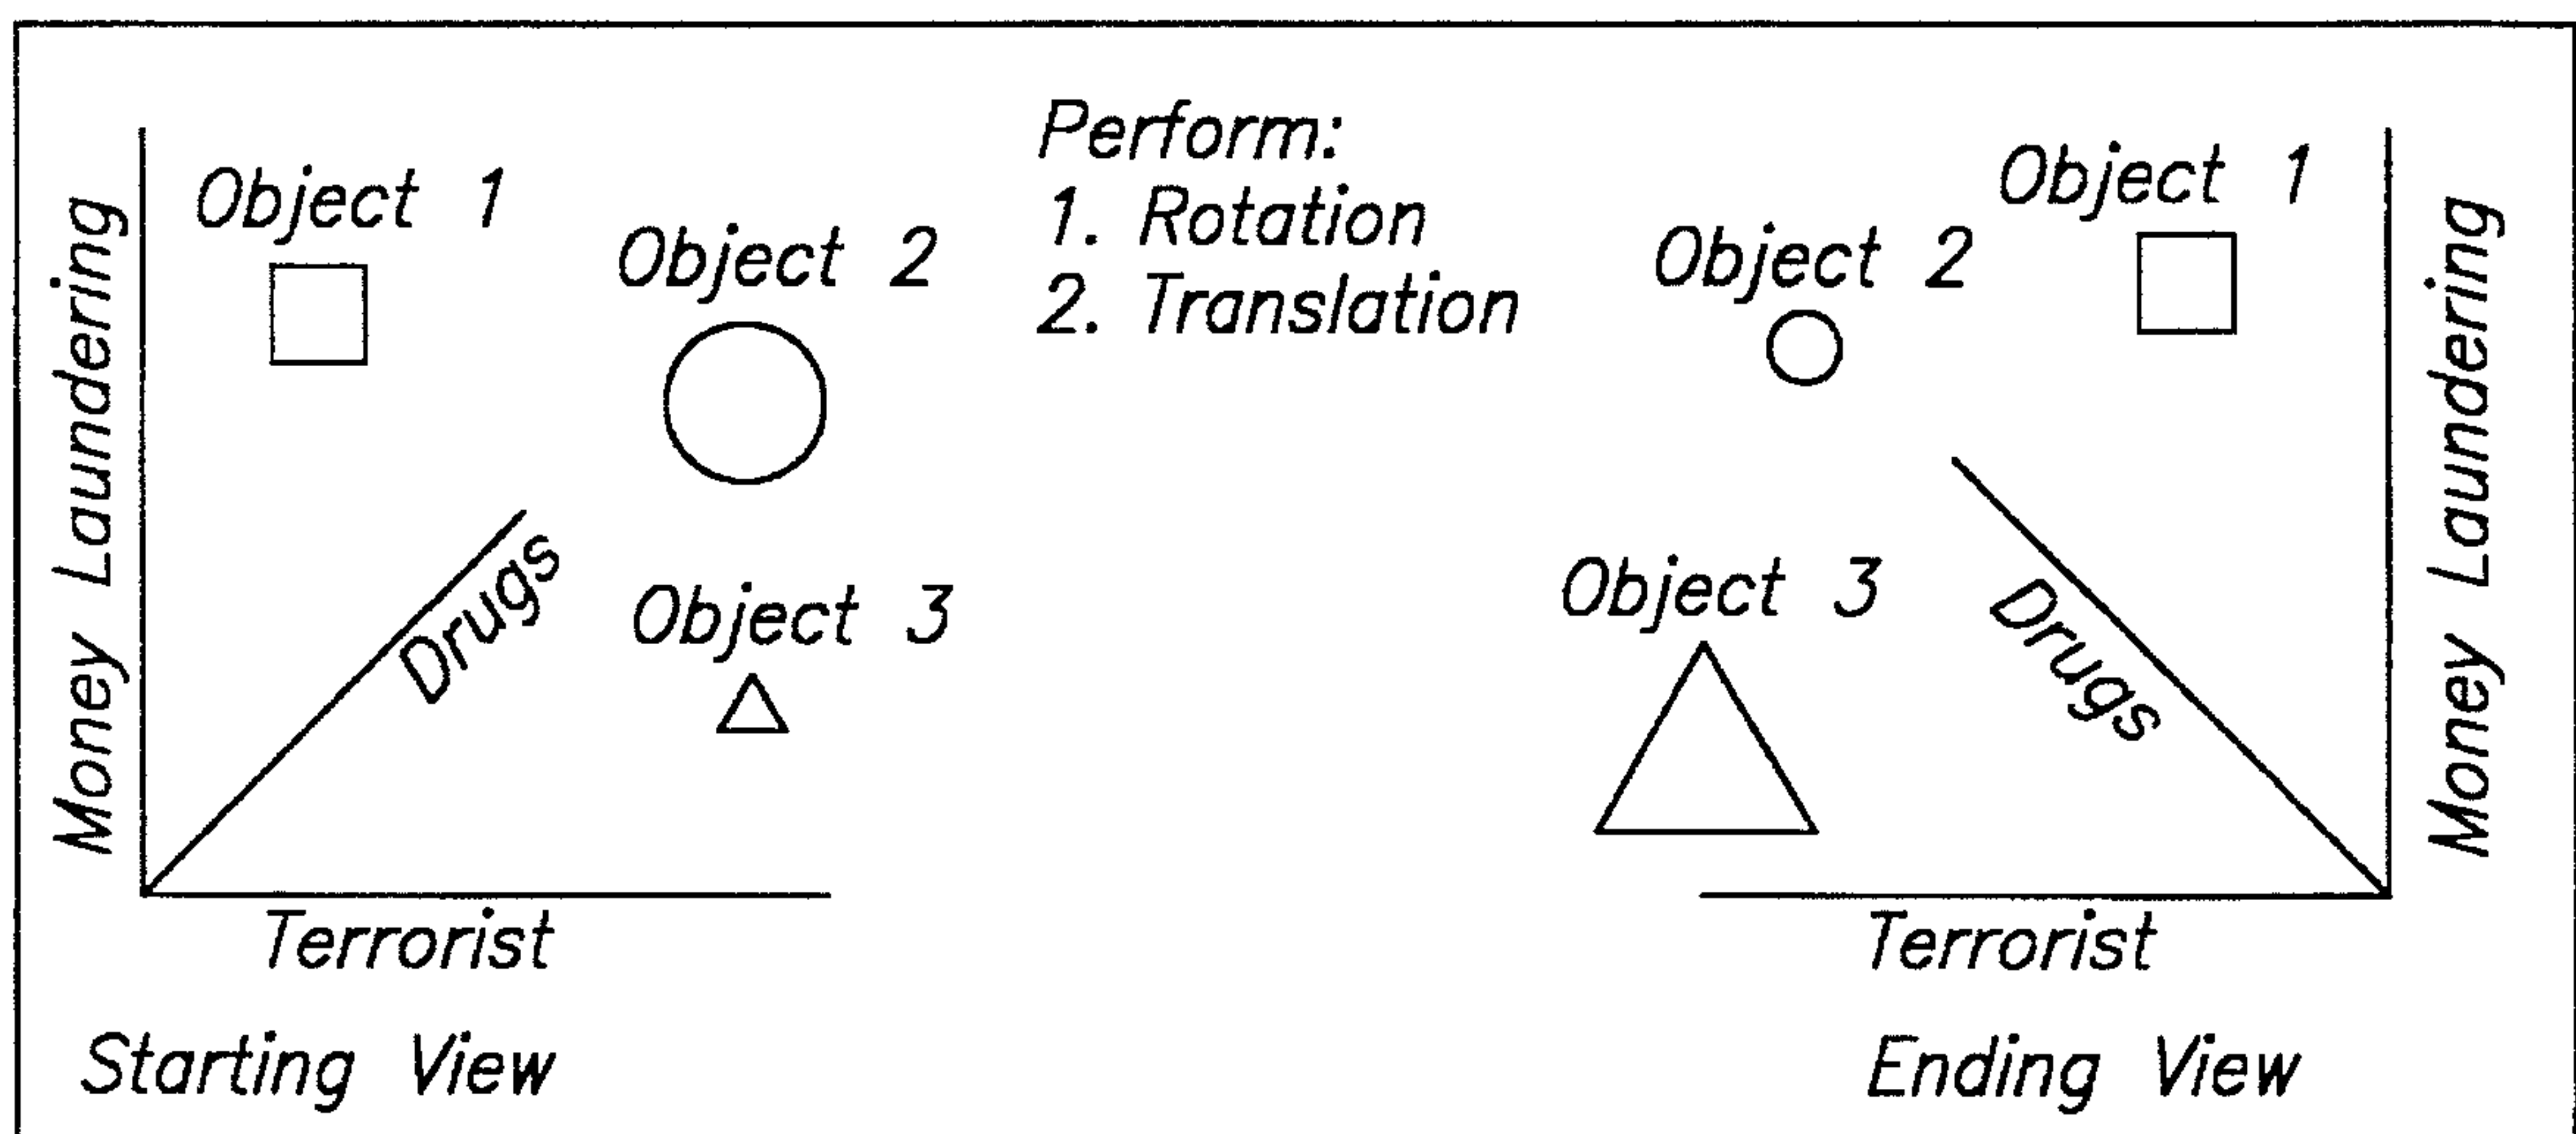 Money Laundering
Object 1
Object 2
Drugs
Object 3
Terrorist
Starting View
Perform:
1. Rotation
2. Translation
Object 1
Object 2
Object 3
Drugs
Money Laundering
Terrorist
Ending View